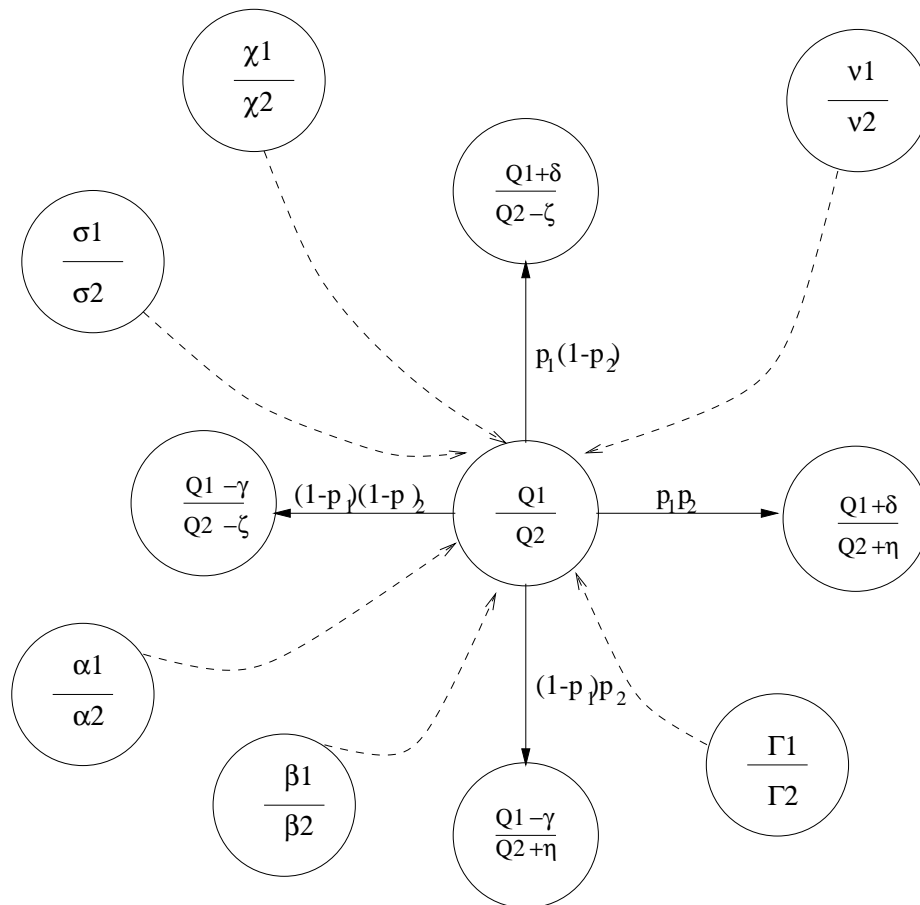 χ1
χ2
ν1
ν2
Q1+δ
Q2−ζ
σ1
σ2
p1(1-p2)
Q1−γ
Q2−ζ
(1-p1)(1-p)2
Q1
Q2
p1p2
Q1+δ
Q2+η
α1
α2
(1-p1)p2
β1
β2
Γ1
Γ2
Q1−γ
Q2+η